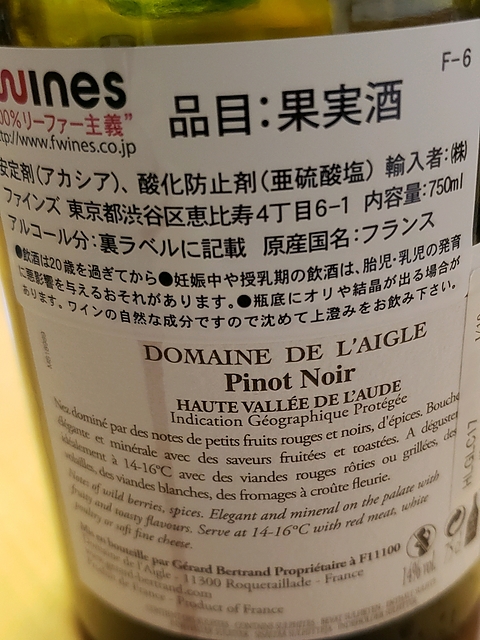 Wines
F-6
00%リーファー主義”
http://www.fwines.co.jp
品目:果実酒
安定剤(アカシア)、酸化防止剤(亜硫酸塩) 輸入者:㈱
ファインズ 東京都渋谷区恵比寿4丁目6-1 内容量:750ml
アルコール分:裏ラベルに記載 原産国名:フランス
●飲酒は20歳を過ぎてから●妊娠中や授乳期の飲酒は、胎児・乳児の発育
に悪影響を与えるおそれがあります。●瓶底にオリや結晶が出る場合が
あります。ワインの自然な成分ですので沈めて上澄みをお飲み下さい。
DOMAINE DE L'AIGLE
Pinot Noir
HAUTE VALLÉE DE L'AUDE
Indication Géographique Protégée
Nez dominé par des notes de petits fruits rouges et noirs, d'épices. Bouche
élégante et minérale avec des saveurs fruitées et toastées. A déguster
idéalement à 14-16°C avec des viandes rouges rôties ou grillées, des
volailles, des viandes blanches, des fromages à croûte fleurie.
Notes of wild berries, spices. Elegant and mineral on the palate with
fruity and toasty flavours. Serve at 14-16°C with red meat, white
poultry or soft fine cheese.
Mis en bouteille par Gérard Bertrand Propriétaire à F11100
Domaine de l'Aigle - 11300 Roquetaillade - France
www.gerard-bertrand.com
Produit de France - Product of France
14% vol.